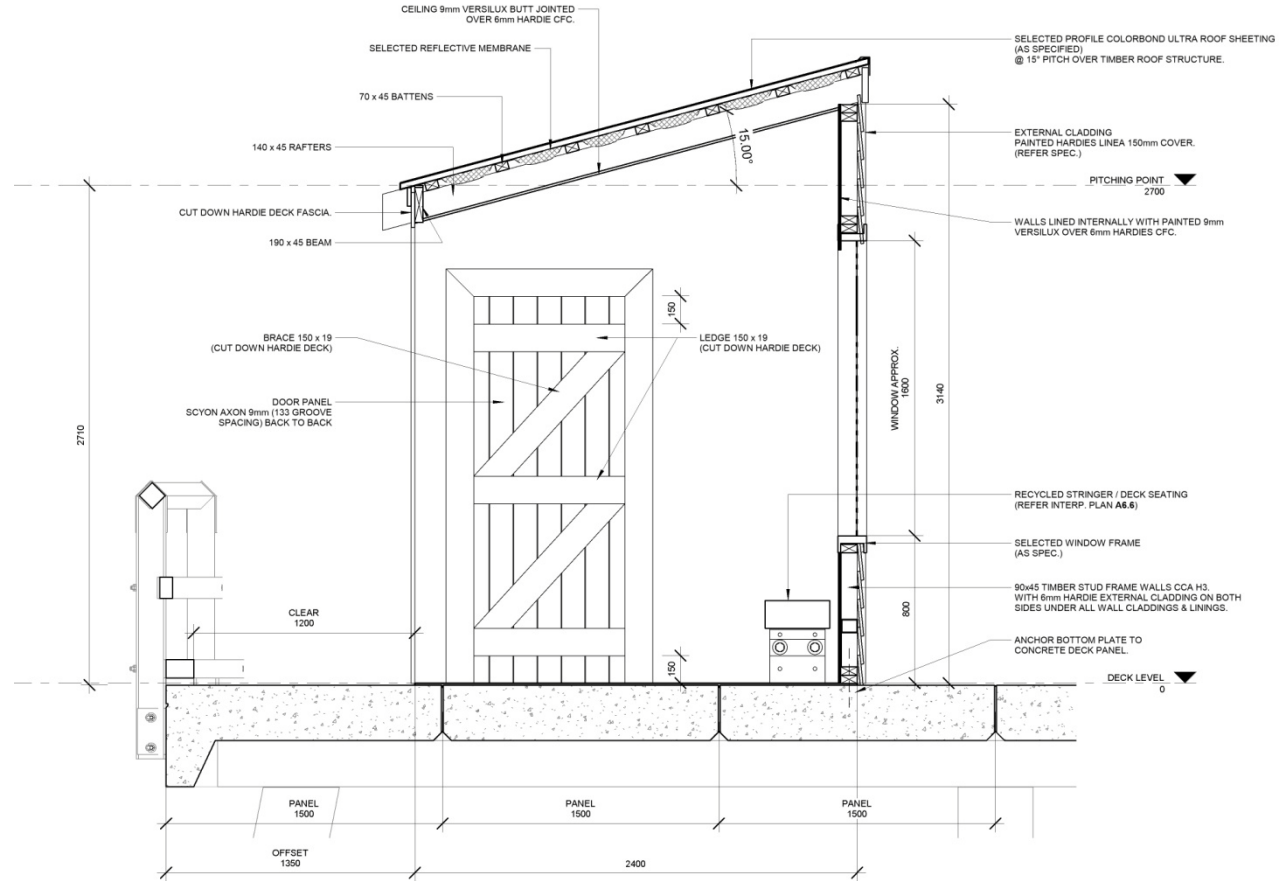 CEILING 9mm VERSILUX BUTT JOINTED
OVER 6mm HARDIE CFC.
SELECTED REFLECTIVE MEMBRANE
70 x 45 BATTENS
140 x 45 RAFTERS
CUT DOWN HARDIE DECK FASCIA.
190 x 45 BEAM
SELECTED PROFILE COLORBOND ULTRA ROOF SHEETING
(AS SPECIFIED)
@ 15° PITCH OVER TIMBER ROOF STRUCTURE.
15.00°
EXTERNAL CLADDING
PAINTED HARDIES LINEA 150mm COVER.
(REFER SPEC.)
PITCHING POINT
2700
WALLS LINED INTERNALLY WITH PAINTED 9mm
VERSILUX OVER 6mm HARDIES CFC.
BRACE 150 x 19
(CUT DOWN HARDIE DECK)
150
LEDGE 150 x 19
(CUT DOWN HARDIE DECK)
DOOR PANEL
SCYON AXON 9mm (133 GROOVE
SPACING) BACK TO BACK
WINDOW APPROX.
1600
3140
2710
RECYCLED STRINGER / DECK SEATING
(REFER INTERP. PLAN A6.6)
SELECTED WINDOW FRAME
(AS SPEC.)
90x45 TIMBER STUD FRAME WALLS CCA H3.
WITH 6mm HARDIE EXTERNAL CLADDING ON BOTH
SIDES UNDER ALL WALL CLADDINGS & LININGS.
800
CLEAR
1200
150
ANCHOR BOTTOM PLATE TO
CONCRETE DECK PANEL.
DECK LEVEL
0
PANEL
1500
PANEL
1500
PANEL
1500
OFFSET
1350
2400